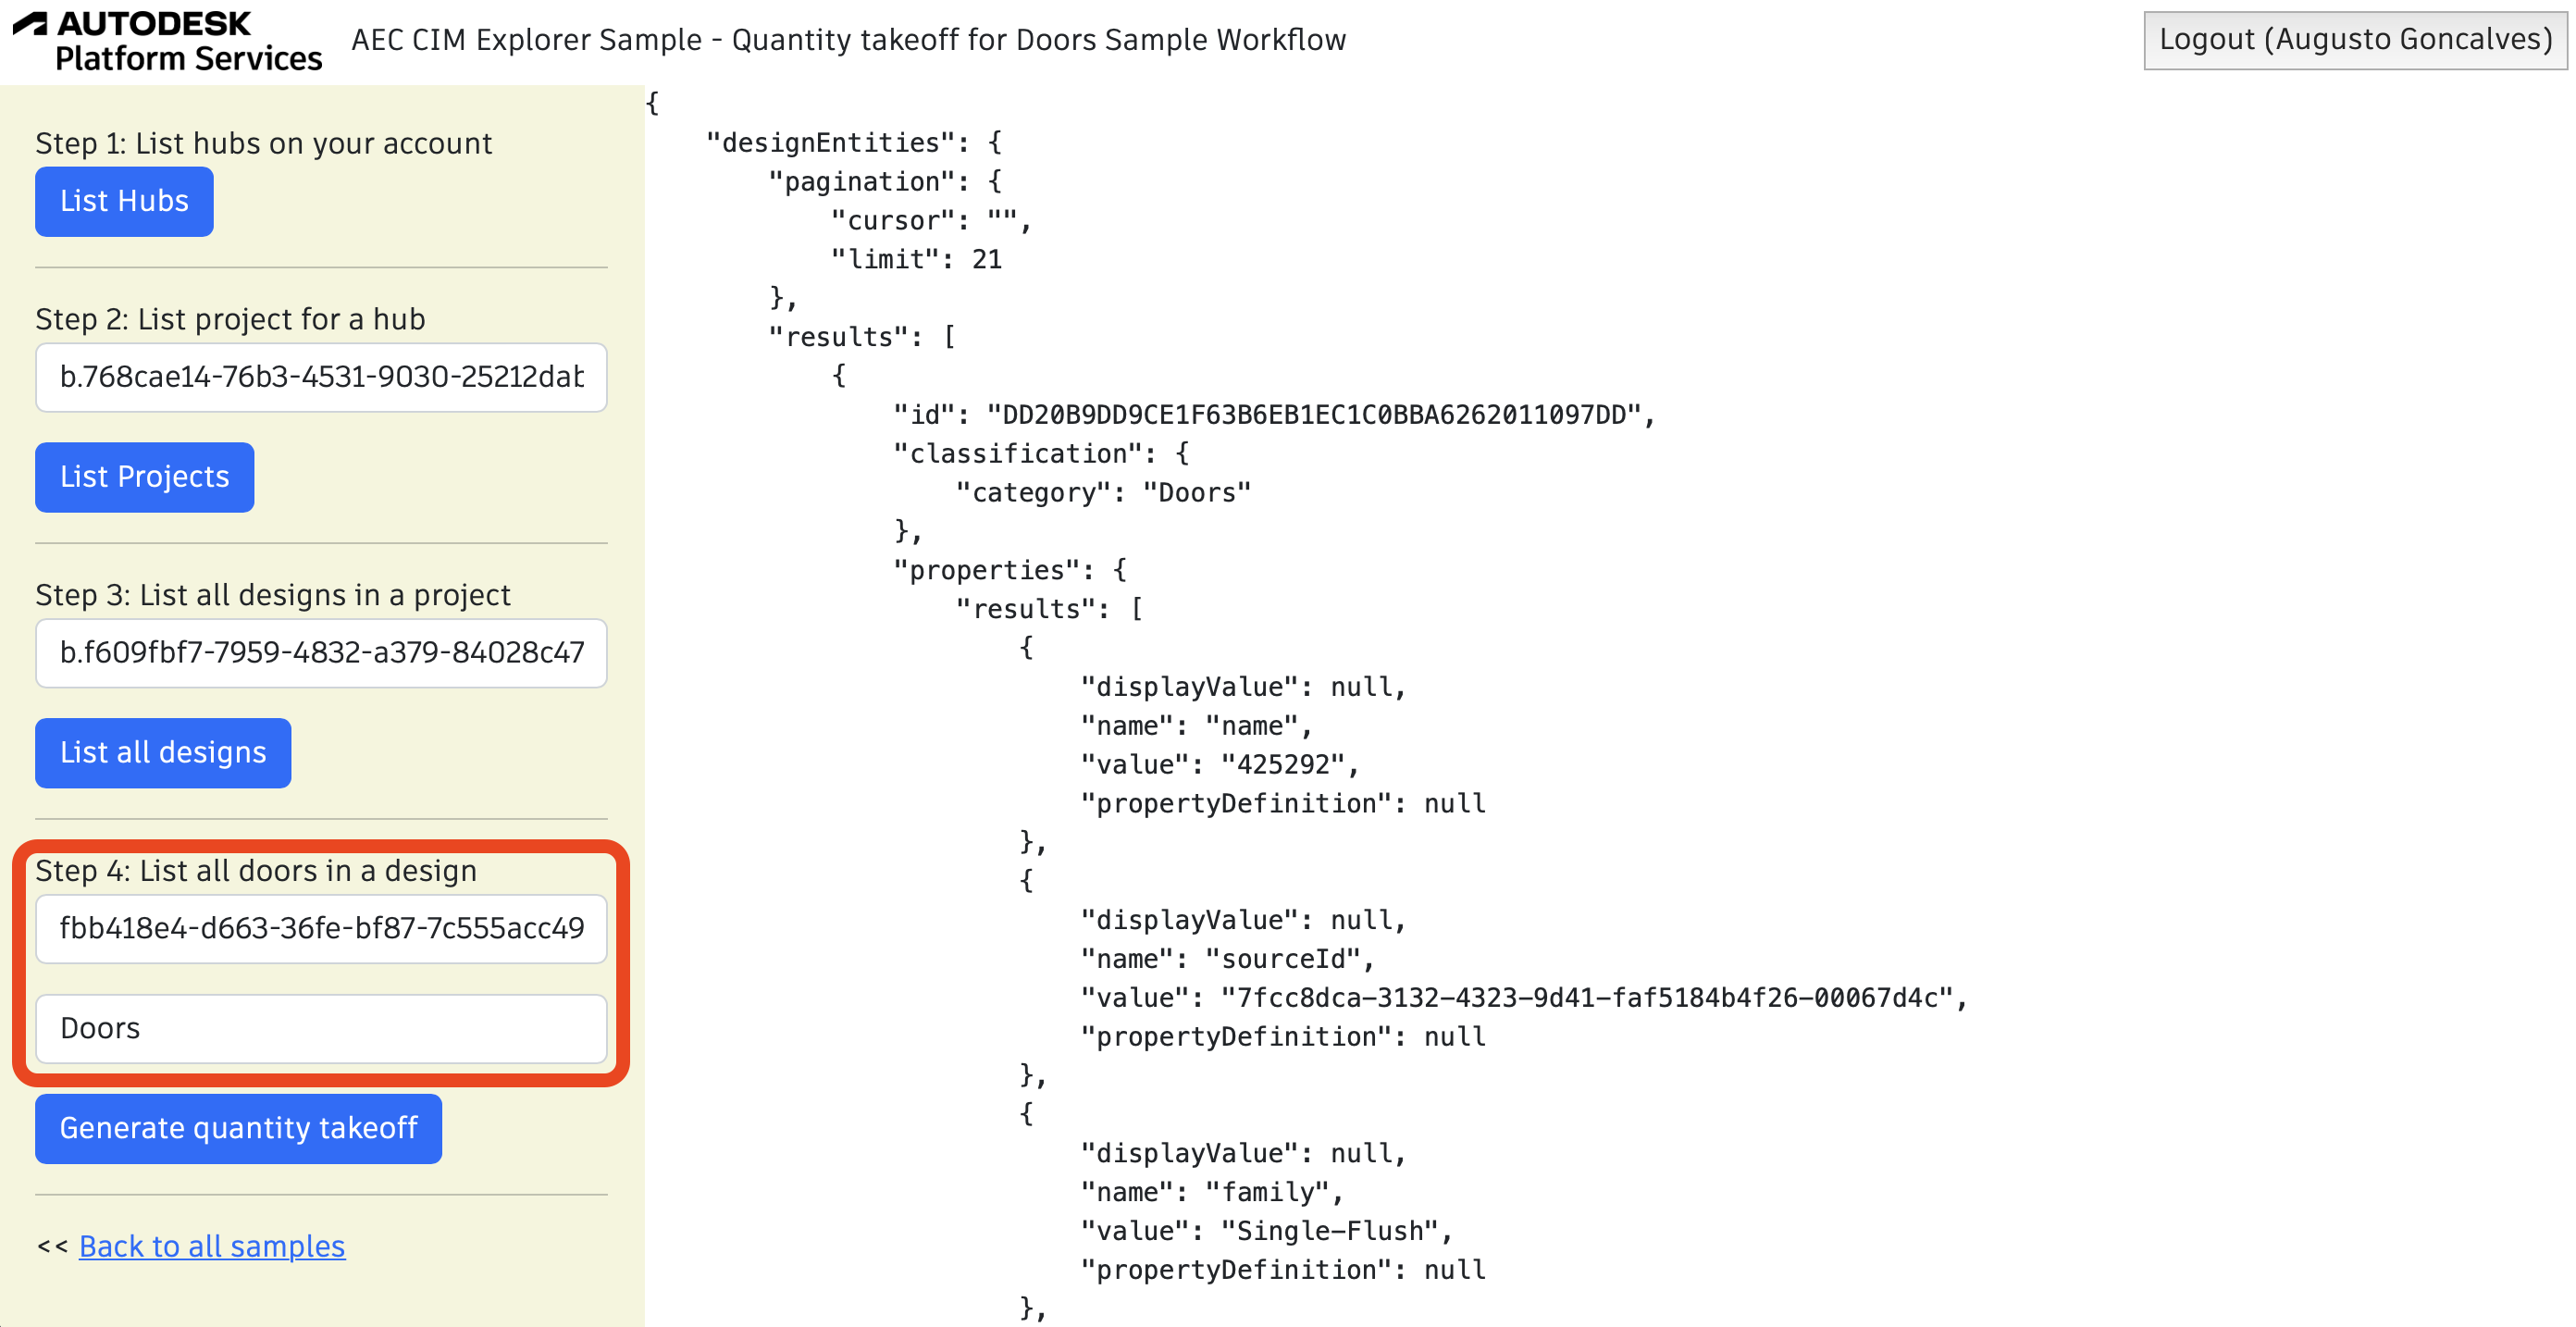 AUTODESK
Platform Services
AEC CIM Explorer Sample - Quantity takeoff for Doors Sample Workflow
Logout (Augusto Goncalves)
Step 1: List hubs on your account
List Hubs
Step 2: List project for a hub
b.768cae14-76b3-4531-9030-25212dab
List Projects
Step 3: List all designs in a project
b.f609fbf7-7959-4832-a379-84028c47
List all designs
Step 4: List all doors in a design
fbb418e4-d663-36fe-bf87-7c555acc49
Doors
Generate quantity takeoff
<< Back to all samples
{
"designEntities": {
"pagination": {
"cursor": "",
"limit": 21
},
"results": [
{
"id": "DD20B9DD9CE1F63B6EB1EC1C0BBA6262011097DD",
"classification": {
"category": "Doors"
},
"properties": {
"results": [
{
"displayValue": null,
"name": "name",
"value": "425292",
"propertyDefinition": null
},
{
"displayValue": null,
"name": "sourceId",
"value": "7fcc8dca-3132-4323-9d41-faf5184b4f26-00067d4c",
"propertyDefinition": null
},
{
"displayValue": null,
"name": "family",
"value": "Single-Flush",
"propertyDefinition": null
},